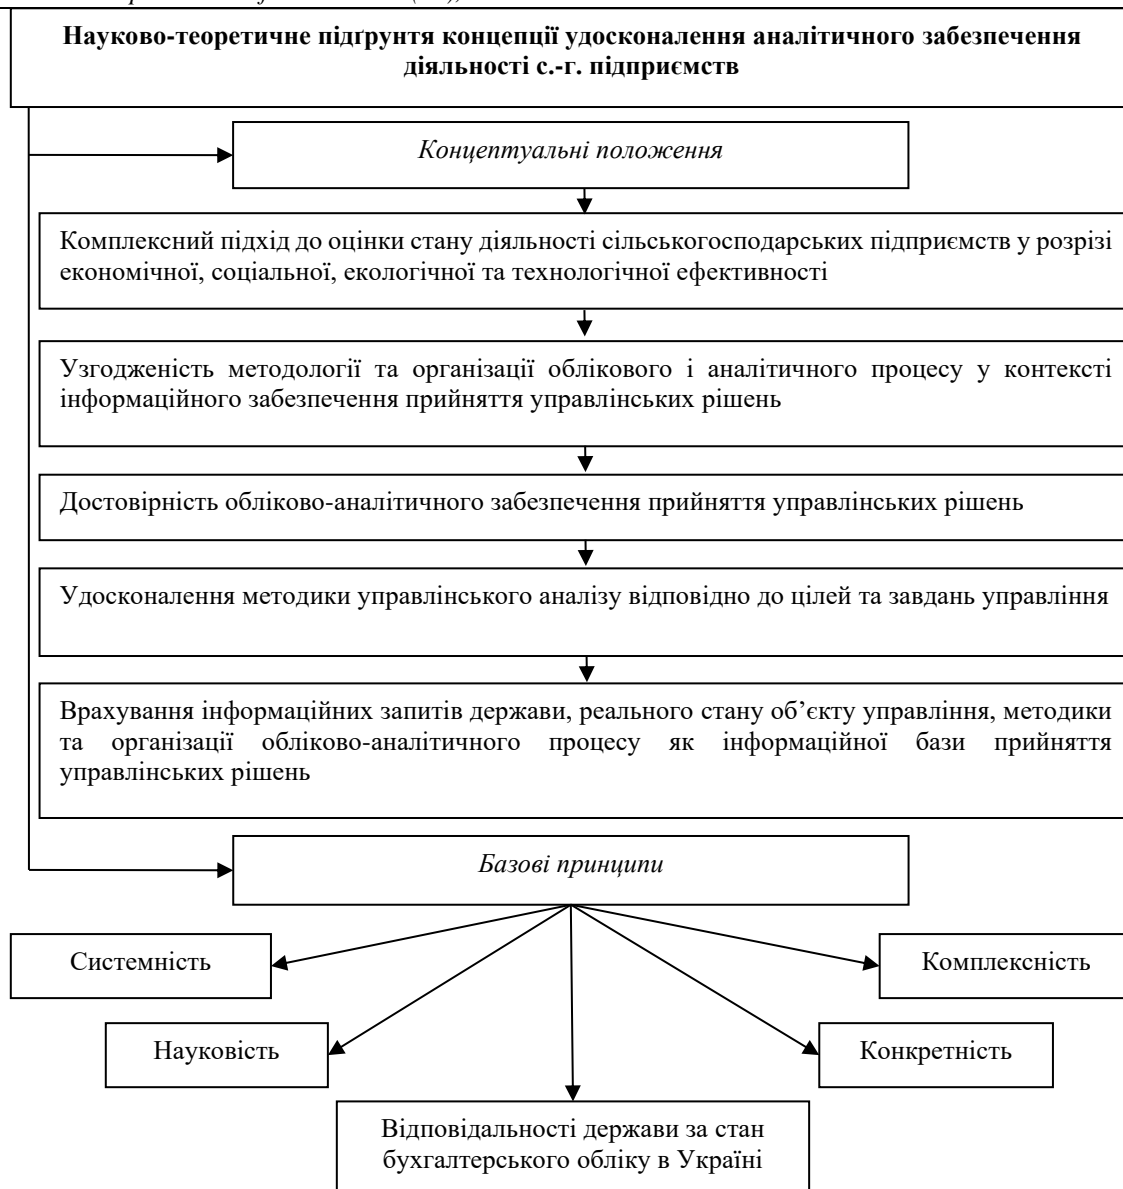 Науково-теоретичне підґрунтя концепції удосконалення аналітичного забезпечення
діяльності с.-г. підприємств
Концептуальні положення
Комплексний підхід до оцінки стану діяльності сільськогосподарських підприємств у розрізі
економічної, соціальної, екологічної та технологічної ефективності
Узгодженість методології та організації облікового і аналітичного процесу у контексті
інформаційного забезпечення прийняття управлінських рішень
Достовірність обліково-аналітичного забезпечення прийняття управлінських рішень
Удосконалення методики управлінського аналізу відповідно до цілей та завдань управління
Врахування інформаційних запитів держави, реального стану об’єкту управління, методики
та організації обліково-аналітичного процесу як інформаційної бази прийняття
управлінських рішень
Базові принципи
Системність
Комплексність
Науковість
Конкретність
Відповідальності держави за стан
бухгалтерського обліку в Україні